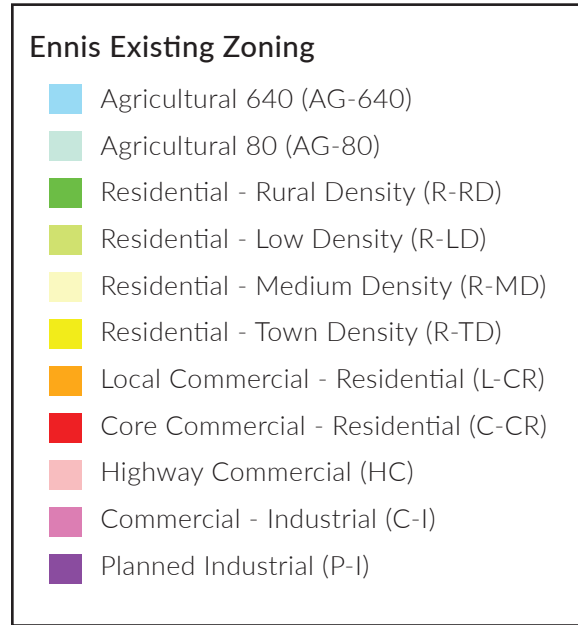 Ennis Existing Zoning
Agricultural 640 (AG-640)
Agricultural 80 (AG-80)
Residential - Rural Density (R-RD)
Residential - Low Density (R-LD)
Residential - Medium Density (R-MD)
Residential - Town Density (R-TD)
Local Commercial - Residential (L-CR)
Core Commercial - Residential (C-CR)
Highway Commercial (HC)
Commercial - Industrial (C-I)
Planned Industrial (P-I)